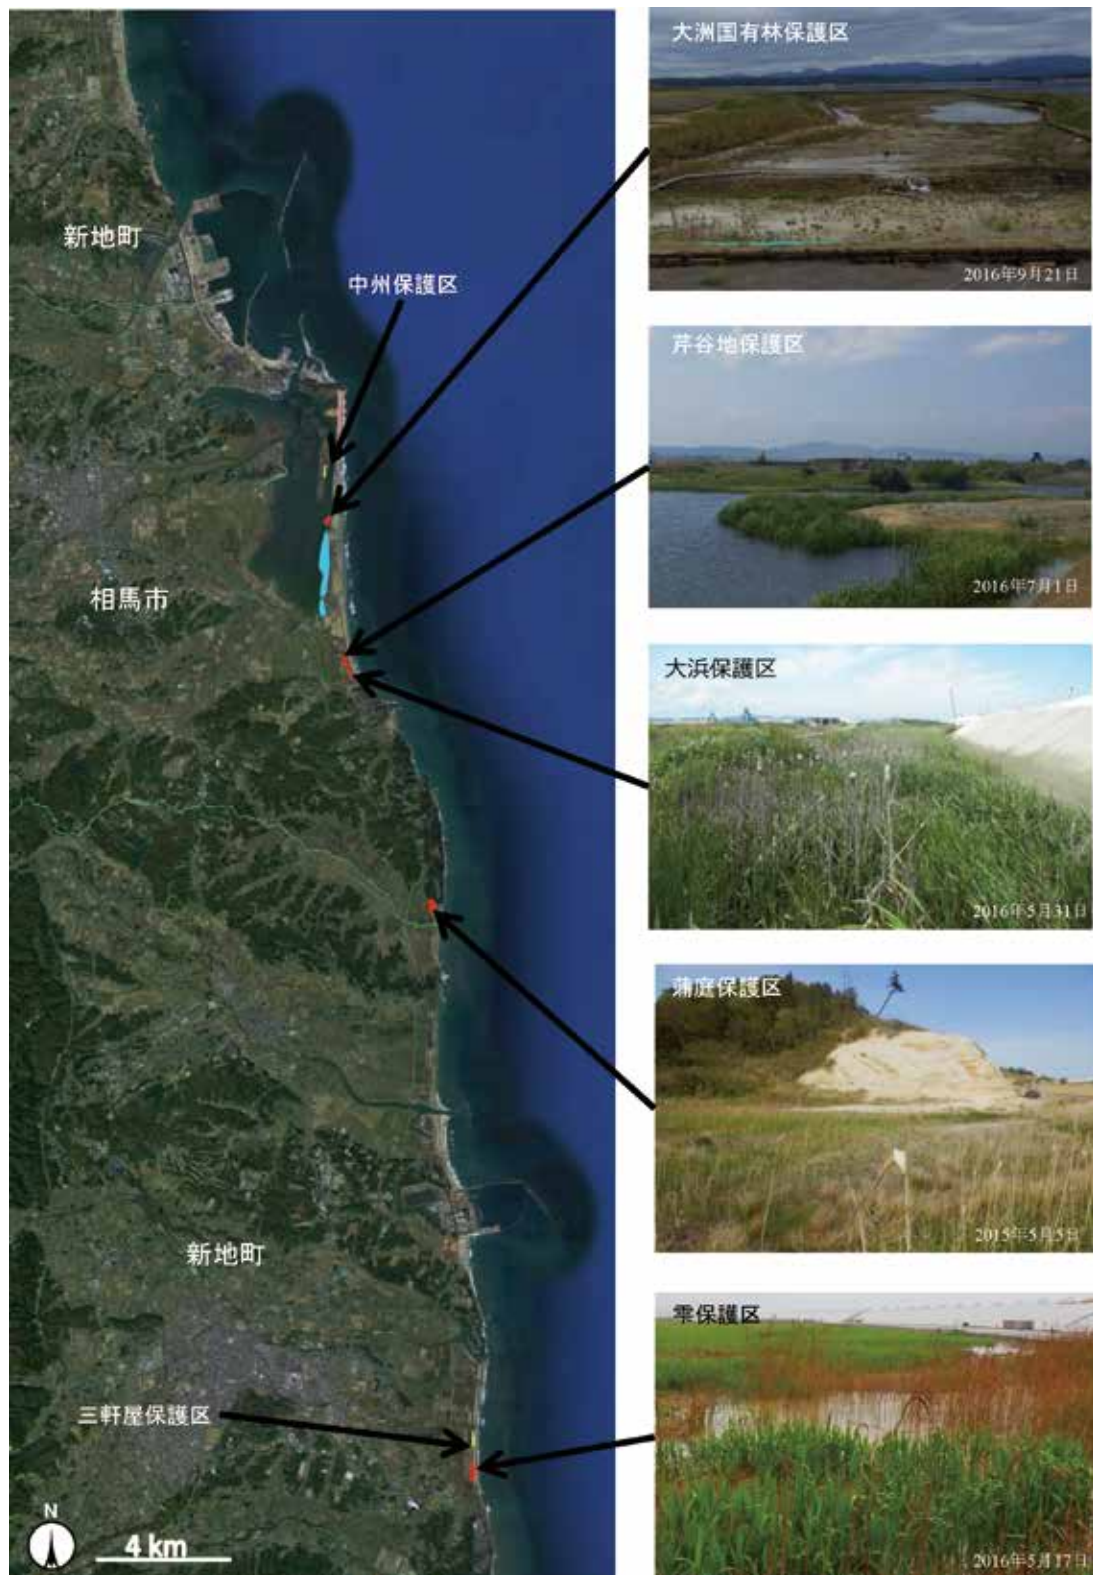 新地町
中州保護区
相馬市
新地町
三軒屋保護区
N
4 km
大洲国有林保護区
2016年9月21日
芹谷地保護区
2016年7月1日
大浜保護区
2016年5月31日
蒲庭保護区
2015年5月5日
雫保護区
2016年5月17日